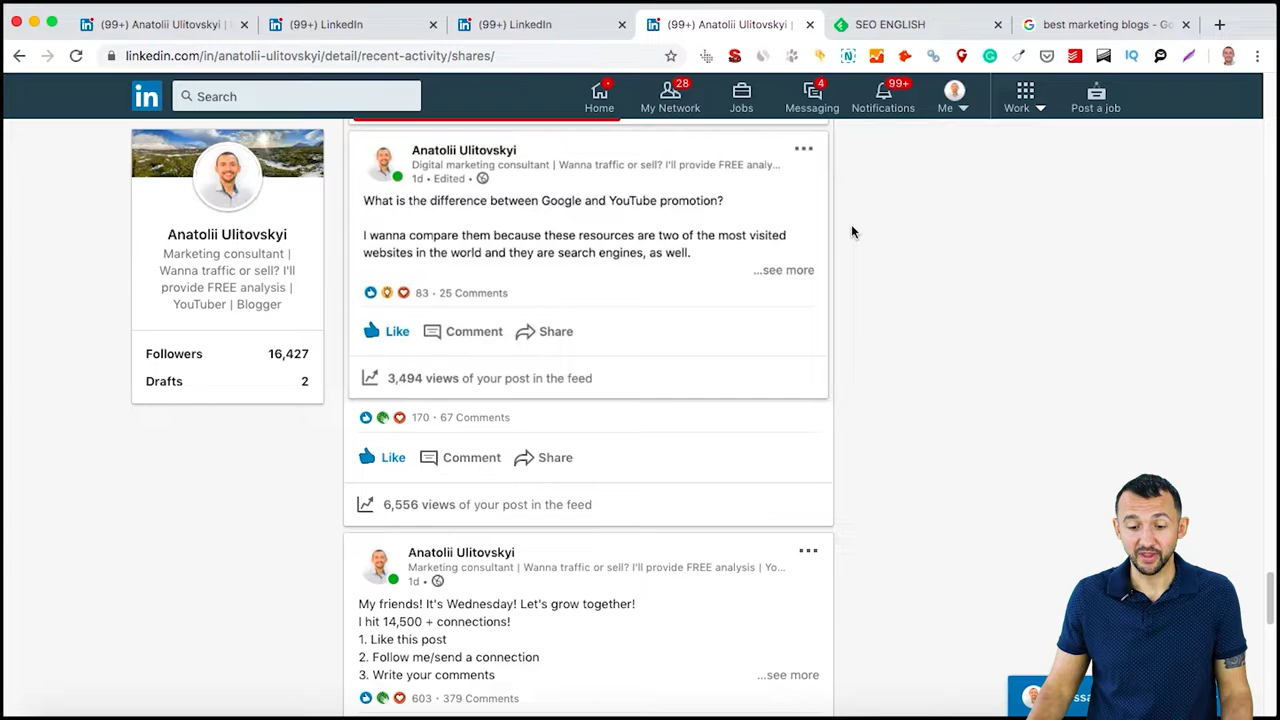 (99+) Anatolii Ulitovskyi |
(99+) LinkedIn
(99+) LinkedIn
(99+) Anatolii Ulitovskyi |
SEO ENGLISH
best marketing blogs - Go
linkedin.com/in/anatolii-ulitovskyi/detail/recent-activity/shares/
in
Search
Home
28
My Network
Jobs
4
Messaging
99+
Notifications
Me
Work
Post a job
Anatolii Ulitovskyi
Marketing consultant |
Wanna traffic or sell? I'll
provide FREE analysis |
YouTuber | Blogger
Followers 16,427
Drafts 2
Anatolii Ulitovskyi
Digital marketing consultant | Wanna traffic or sell? I'll provide FREE analy...
1d • Edited •
What is the difference between Google and YouTube promotion?
I wanna compare them because these resources are two of the most visited
websites in the world and they are search engines, as well.
...see more
83 · 25 Comments
Like Comment Share
3,494 views of your post in the feed
170 · 67 Comments
Like Comment Share
6,556 views of your post in the feed
Anatolii Ulitovskyi
Marketing consultant | Wanna traffic or sell? I'll provide FREE analysis | Yo...
1d •
My friends! It's Wednesday! Let's grow together!
I hit 14,500 + connections!
1. Like this post
2. Follow me/send a connection
3. Write your comments
...see more
603 · 379 Comments